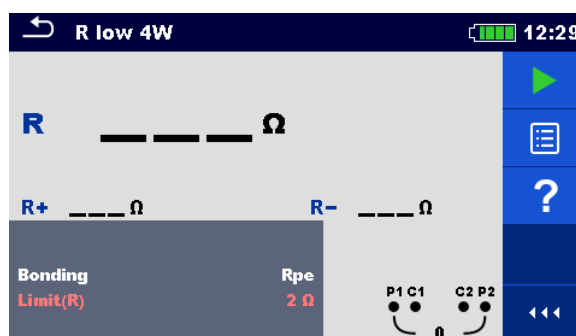 R low 4W 12:29
R _ _ _ Ω
R+ _ _ _ Ω R- _ _ _ Ω
?
Bonding Rpe
Limit(R) 2 Ω
P1 C1 C2 P2